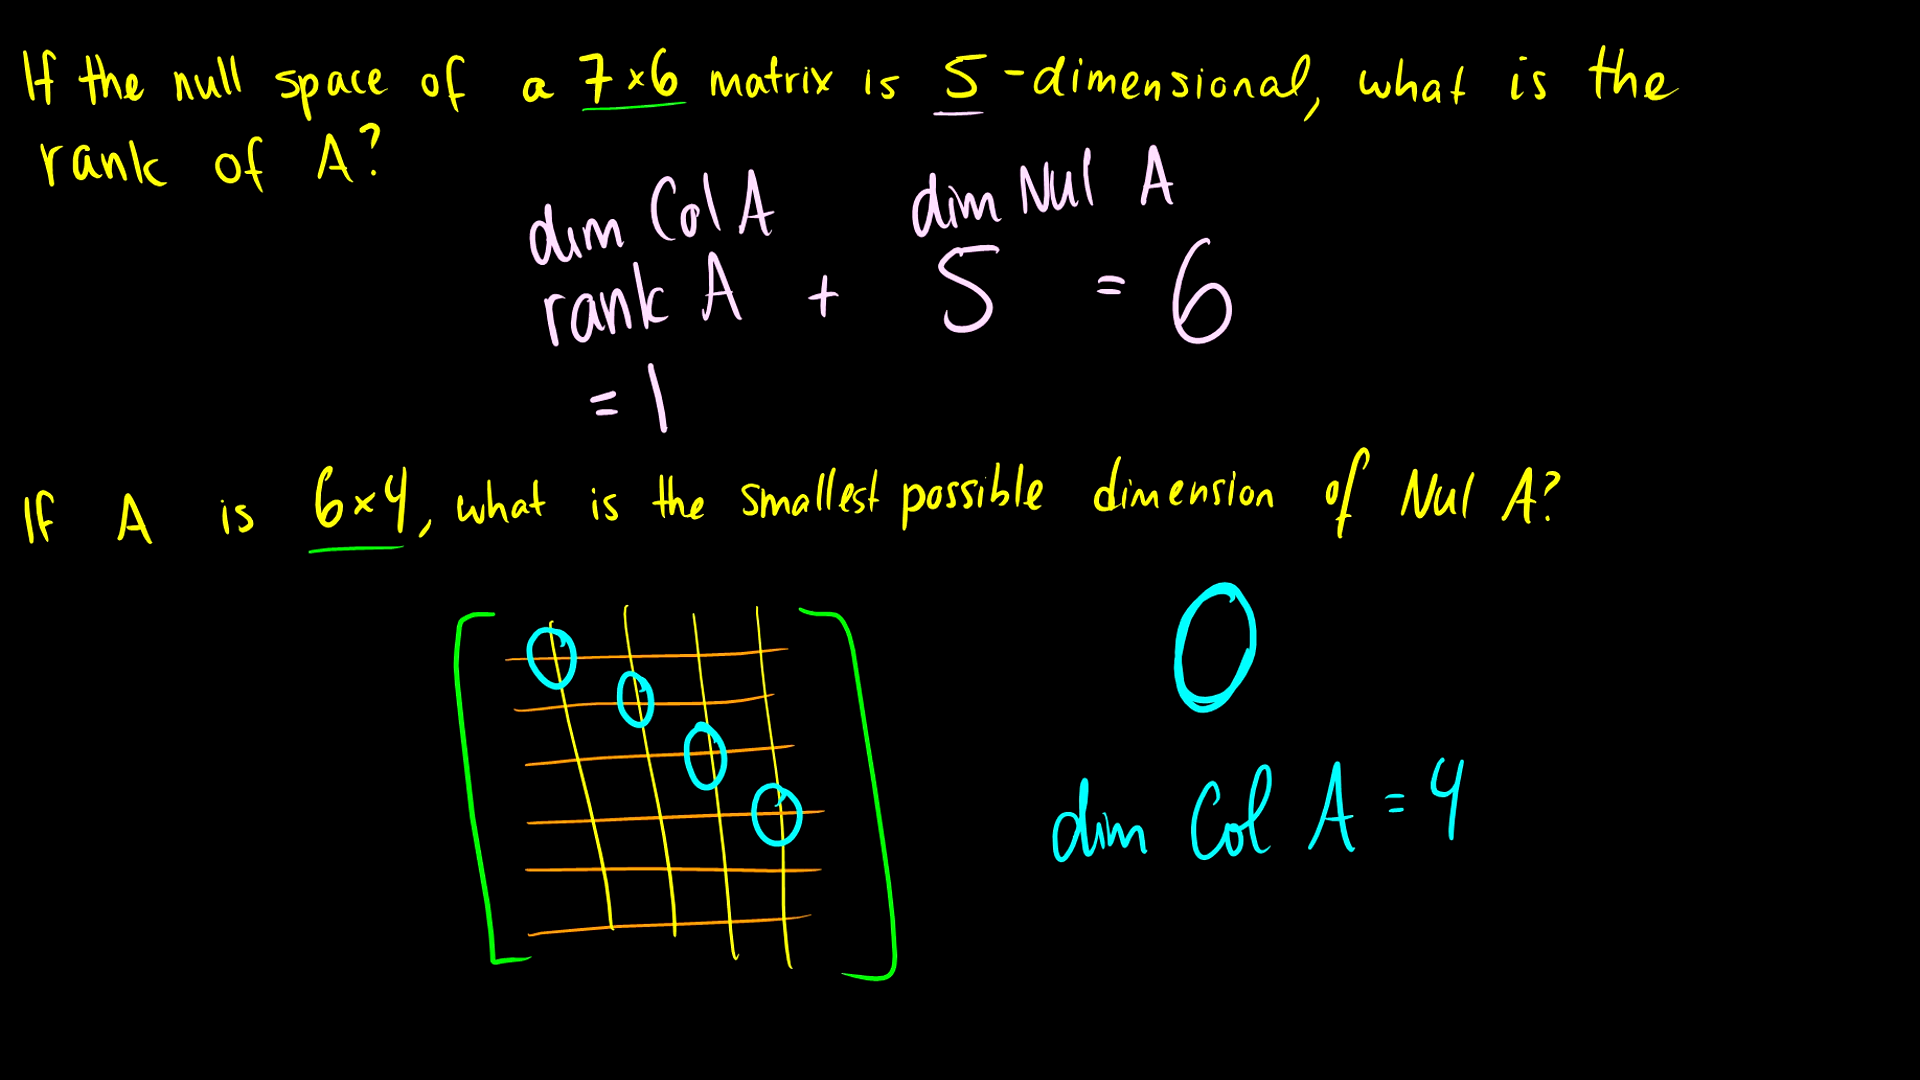 If the null space of a 7×6 matrix is 5-dimensional, what is the
rank of A?
dim Col A dim Nul A
rank A + 5 = 6
= 1
If A is 6×4, what is the smallest possible dimension of Nul A?
0
dim Col A = 4